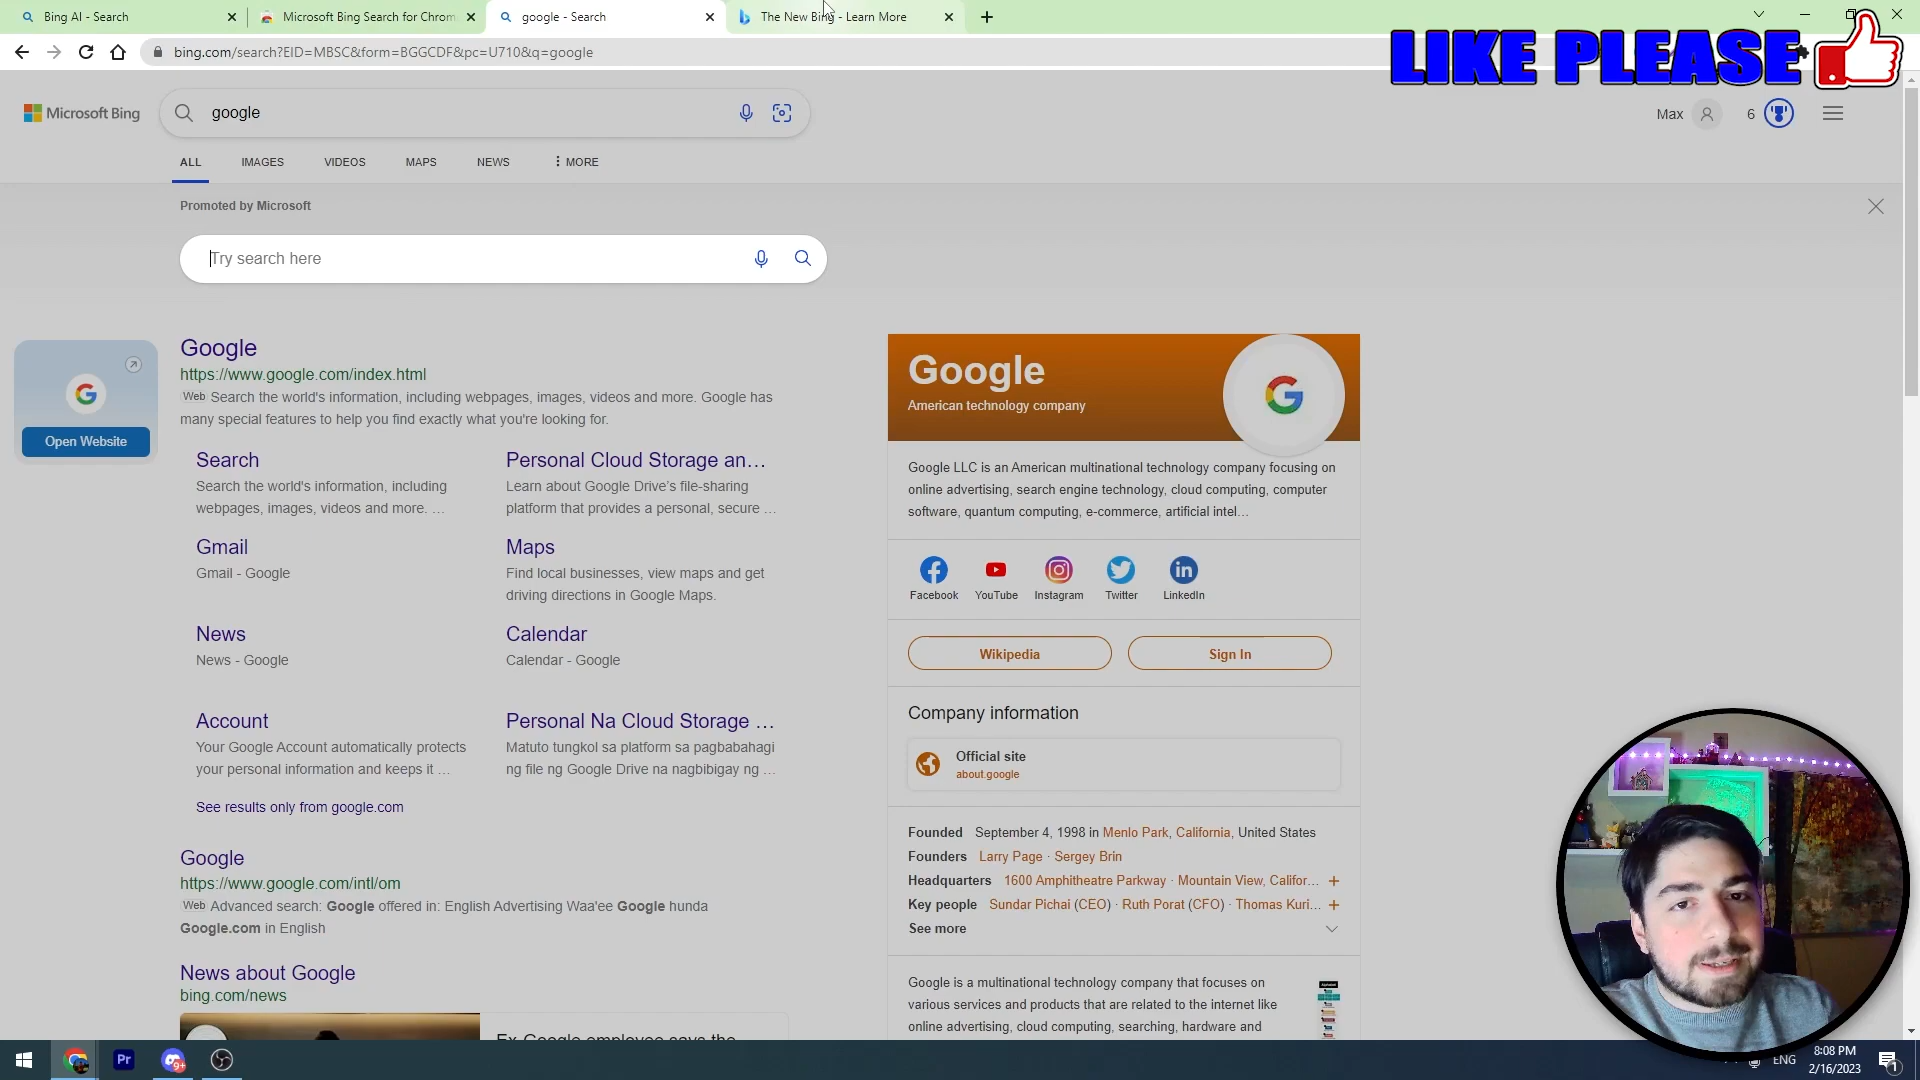 Bing AI - Search
Microsoft Bing Search for Chrom
google - Search
The New Bing - Learn More
bing.com/search?EID=MBSC&form=BGGCDF&pc=U710&q=google
LIKE PLEASE
Microsoft Bing
google
Max
6
ALL
IMAGES
VIDEOS
MAPS
NEWS
MORE
Promoted by Microsoft
Try search here
Open Website
Google
https://www.google.com/index.html
Web Search the world's information, including webpages, images, videos and more. Google has
many special features to help you find exactly what you're looking for.
Search
Search the world's information, including
webpages, images, videos and more. ...
Personal Cloud Storage an...
Learn about Google Drive's file-sharing
platform that provides a personal, secure ...
Gmail
Gmail - Google
Maps
Find local businesses, view maps and get
driving directions in Google Maps.
News
News - Google
Calendar
Calendar - Google
Account
Your Google Account automatically protects
your personal information and keeps it ...
Personal Na Cloud Storage ...
Matuto tungkol sa platform sa pagbabahagi
ng file ng Google Drive na nagbibigay ng ...
See results only from google.com
Google
https://www.google.com/intl/om
Web Advanced search: Google offered in: English Advertising Waa'ee Google hunda
Google.com in English
News about Google
bing.com/news
Ex-Google employee says the
Google
American technology company
Google LLC is an American multinational technology company focusing on
online advertising, search engine technology, cloud computing, computer
software, quantum computing, e-commerce, artificial intel...
Facebook
YouTube
Instagram
Twitter
LinkedIn
Wikipedia
Sign In
Company information
Official site
about.google
Founded September 4, 1998 in Menlo Park, California, United States
Founders Larry Page · Sergey Brin
Headquarters 1600 Amphitheatre Parkway · Mountain View, Califor...
Key people Sundar Pichai (CEO) · Ruth Porat (CFO) · Thomas Kuri...
See more
Google is a multinational technology company that focuses on
various services and products that are related to the internet like
online advertising, cloud computing, searching, hardware and
Pr
9+
ENG
8:08 PM
2/16/2023
1